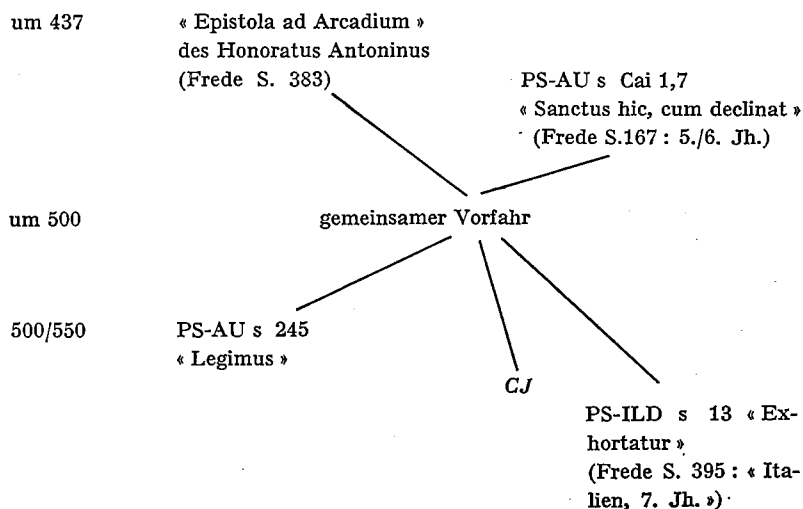 um 437 « Epistola ad Arcadium »
des Honoratus Antoninus
(Frede S. 383)
PS-AU s Cai 1,7
« Sanctus hic, cum declinat »
(Frede S.167 : 5./6. Jh.)
um 500 gemeinsamer Vorfahr
500/550 PS-AU s 245
« Legimus »
CJ
PS-ILD s 13 « Ex-
hortatur »
(Frede S. 395 : « Ita-
lien, 7. Jh. »)